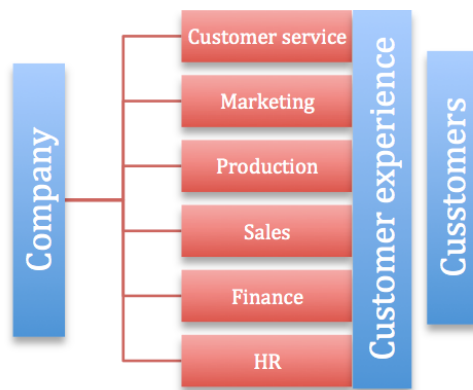 Company
Customer service
Marketing
Production
Sales
Finance
HR
Customer experience
Cusstomers